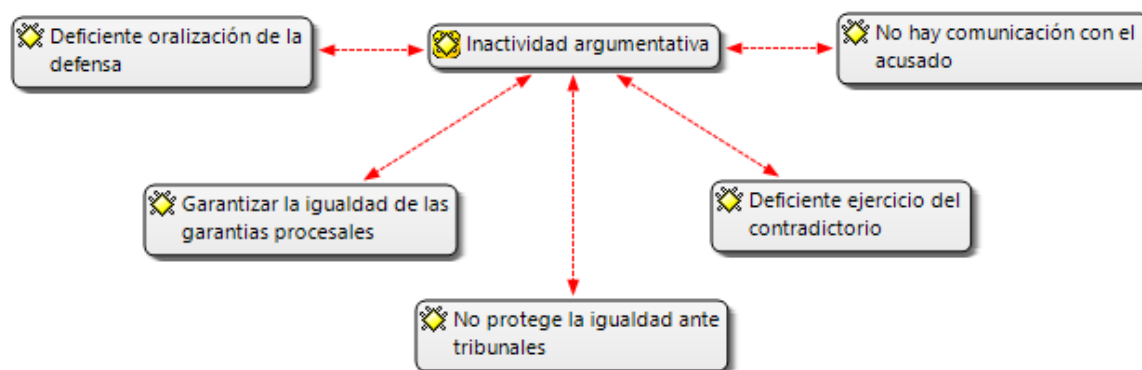 Deficiente oralización de la
defensa
Inactividad argumentativa
No hay comunicación con el
acusado
Garantizar la igualdad de las
garantias procesales
Deficiente ejercicio del
contradictorio
No protege la igualdad ante
tribunales